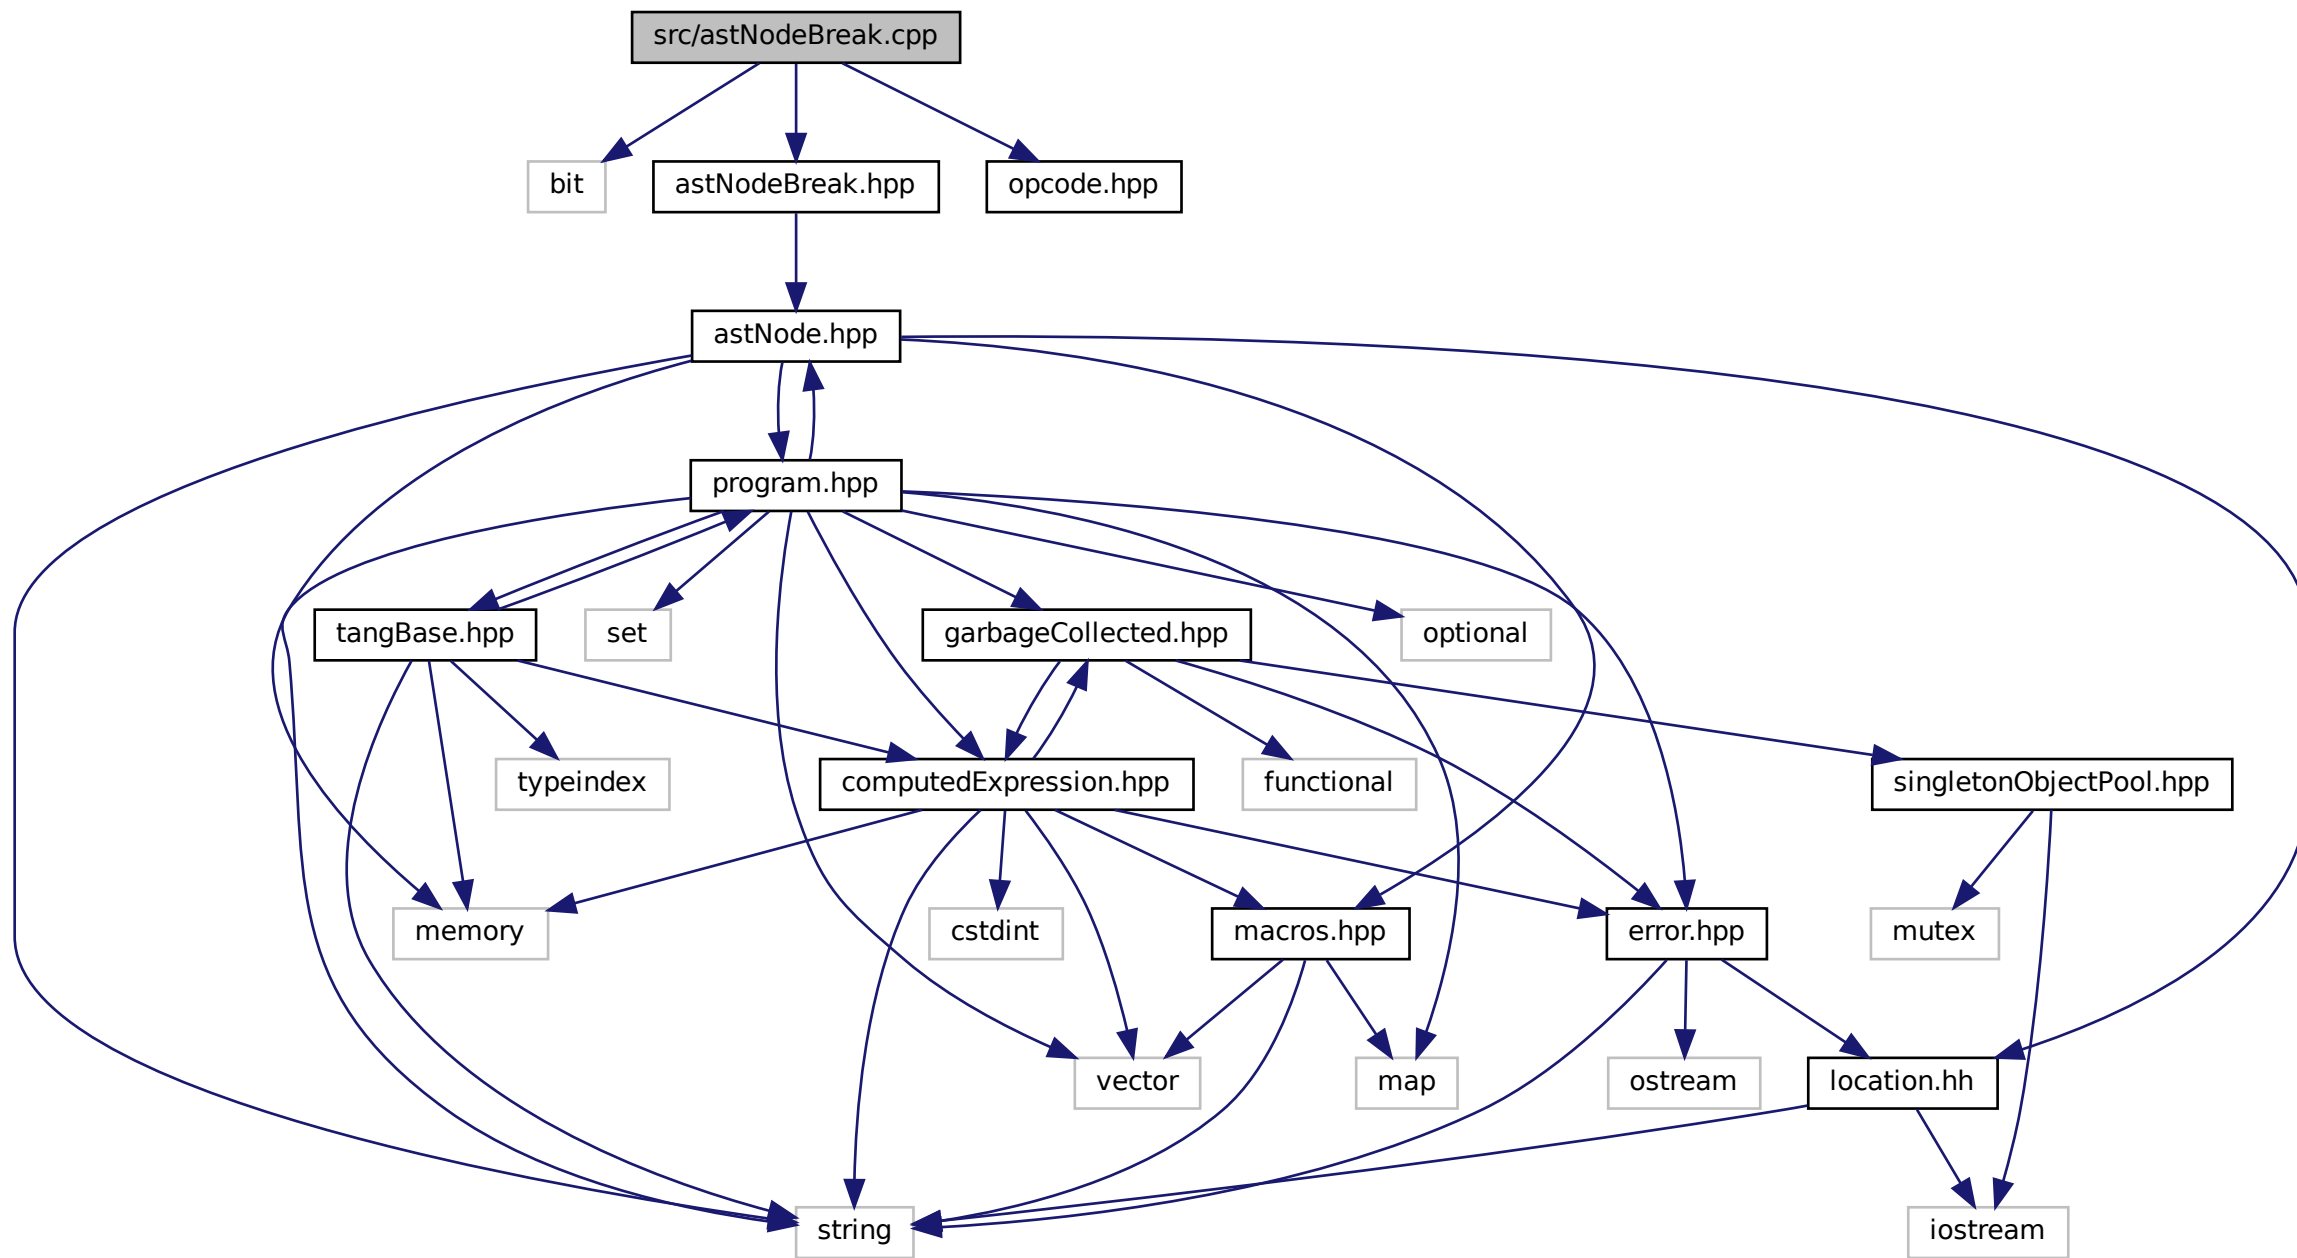 src/astNodeBreak.cpp
bit
astNodeBreak.hpp
opcode.hpp
astNode.hpp
program.hpp
tangBase.hpp
set
garbageCollected.hpp
optional
typeindex
computedExpression.hpp
functional
singletonObjectPool.hpp
memory
cstdint
macros.hpp
error.hpp
mutex
vector
map
ostream
location.hh
string
iostream